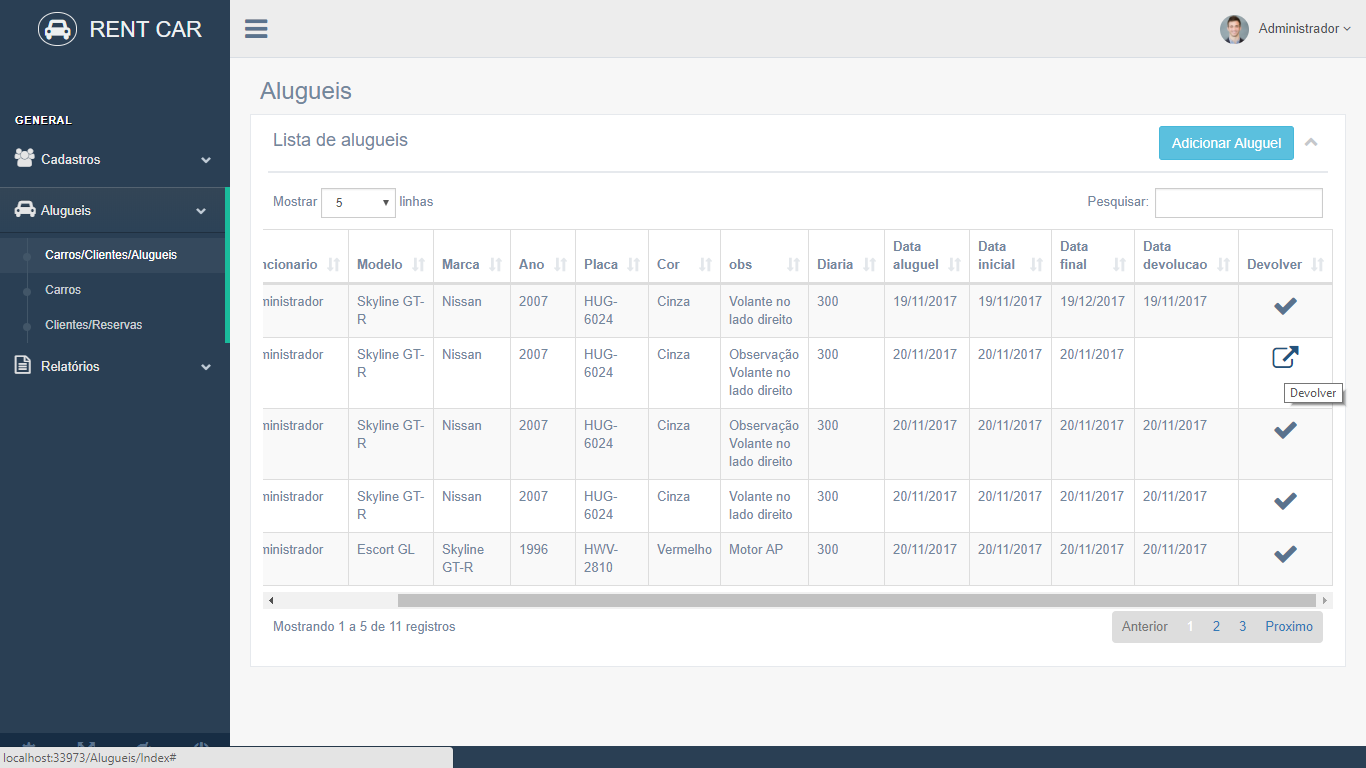 RENT CAR
Administrador
GENERAL
Cadastros
Alugueis
Carros/Clientes/Alugueis
Carros
Clientes/Reservas
Relatórios
Alugueis
Lista de alugueis
Adicionar Aluguel
Mostrar 5 linhas
Pesquisar:
ncionario Modelo Marca Ano Placa Cor obs Diaria Data aluguel Data inicial Data final Data devolucao Devolver
ministrador Skyline GT-R Nissan 2007 HUG-6024 Cinza Volante no lado direito 300 19/11/2017 19/11/2017 19/12/2017 19/11/2017
ministrador Skyline GT-R Nissan 2007 HUG-6024 Cinza Observação Volante no lado direito 300 20/11/2017 20/11/2017 20/11/2017
Devolver
ministrador Skyline GT-R Nissan 2007 HUG-6024 Cinza Observação Volante no lado direito 300 20/11/2017 20/11/2017 20/11/2017 20/11/2017
ministrador Skyline GT-R Nissan 2007 HUG-6024 Cinza Volante no lado direito 300 20/11/2017 20/11/2017 20/11/2017 20/11/2017
ministrador Escort GL Skyline GT-R 1996 HWV-2810 Vermelho Motor AP 300 20/11/2017 20/11/2017 20/11/2017 20/11/2017
Mostrando 1 a 5 de 11 registros
Anterior 1 2 3 Proximo
localhost:33973/Alugueis/Index#